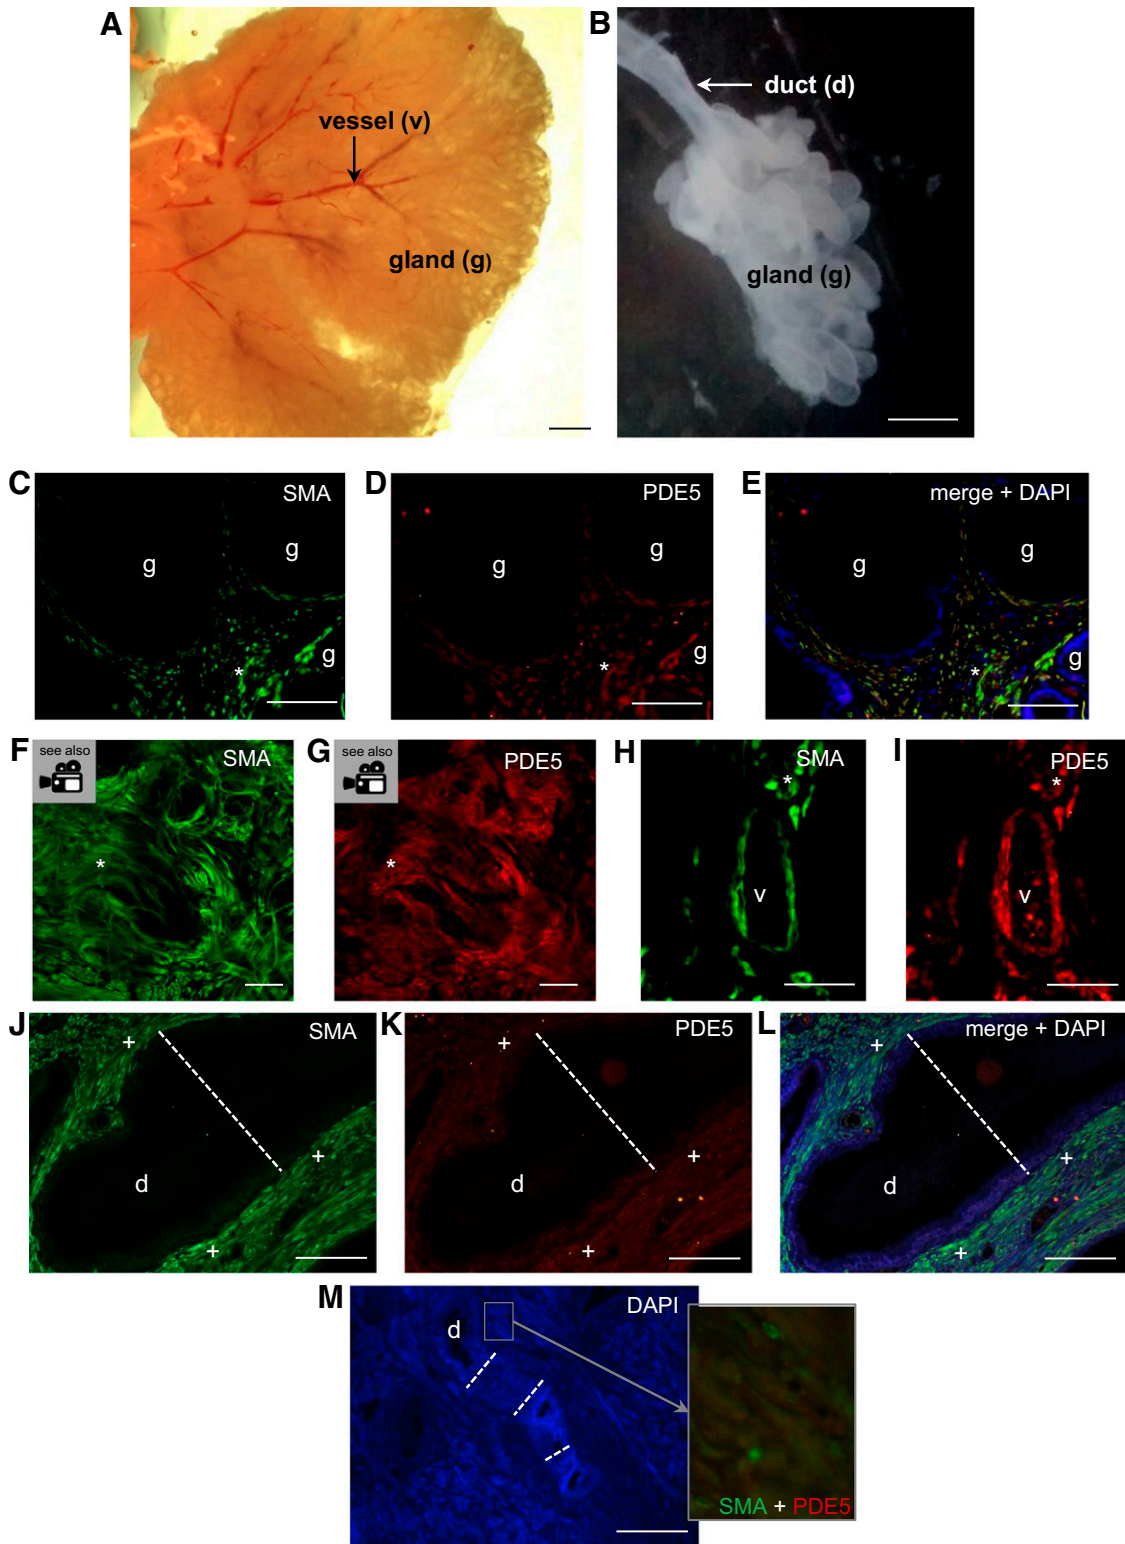 A
vessel (v)
gland (g)
B
duct (d)
gland (g)
C
SMA
g
g
g
*
D
PDE5
g
g
g
*
E
merge + DAPI
g
g
g
*
F
see also
SMA
*
G
see also
PDE5
*
H
SMA
*
v
I
PDE5
*
v
J
SMA
+
+
d
+
K
PDE5
+
+
d
+
L
merge + DAPI
+
+
d
+
M
DAPI
d
SMA + PDE5